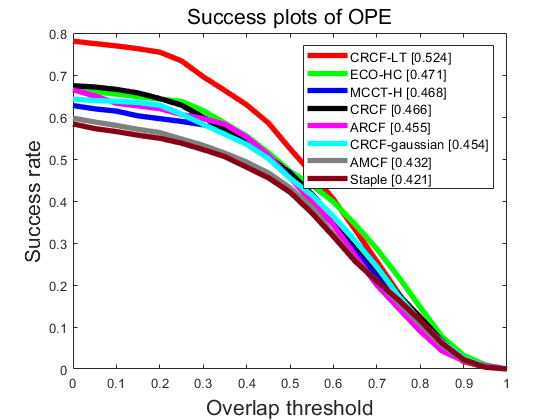 Success plots of OPE
0.8
0.7
0.6
0.5
0.4
0.3
0.2
0.1
0
Success rate
CRCF-LT [0.524]
ECO-HC [0.471]
MCCT-H [0.468]
CRCF [0.466]
ARCF [0.455]
CRCF-gaussian [0.454]
AMCF [0.432]
Staple [0.421]
0 0.1 0.2 0.3 0.4 0.5 0.6 0.7 0.8 0.9 1
Overlap threshold